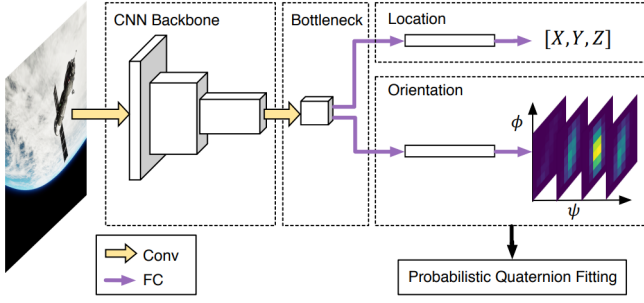 CNN Backbone
Bottleneck
Location
[X,Y,Z]
Orientation
ϕ
ψ
Conv
FC
Probabilistic Quaternion Fitting